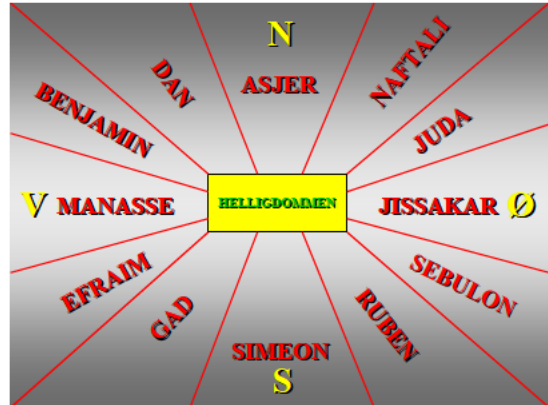 N
DAN
ASJER
NAFTALI
BENJAMIN
JUDA
V MANASSE
HELLIGDOMMEN
JISSAKAR Ø
EFRAIM
SEBULON
GAD
RUBEN
SIMEON
S